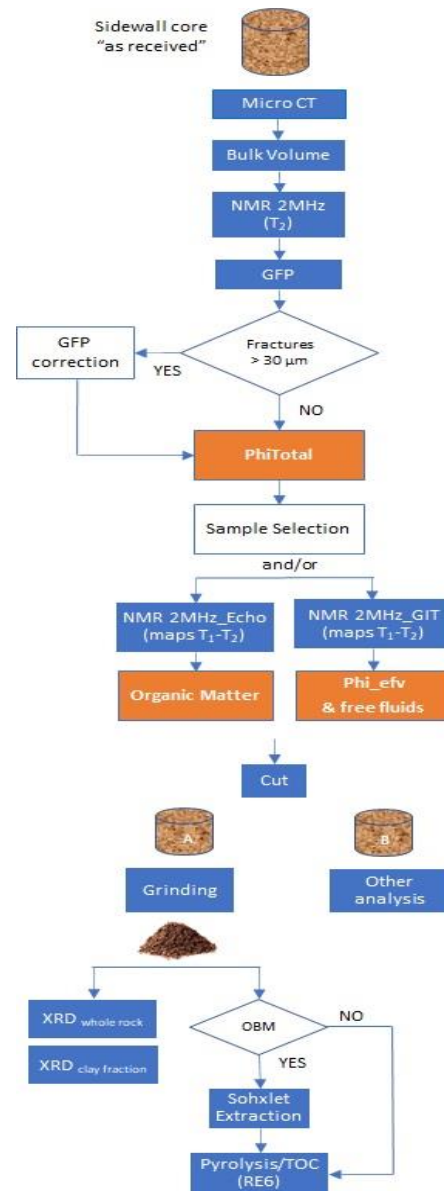 Sidewall core
“as received”
Micro CT
Bulk Volume
NMR 2MHz
(T₂)
GFP
GFP
correction
YES
Fractures
> 30 µm
NO
PhiTotal
Sample Selection
and/or
NMR 2MHz_Echo
(maps T₁-T₂)
NMR 2MHz_GIT
(maps T₁-T₂)
Organic Matter
Phi_efv
& free fluids
Cut
A
B
Grinding
Other
analysis
XRD whole rock
XRD clay fraction
OBM
NO
YES
Sohxlet
Extraction
Pyrolysis/TOC
(RE6)